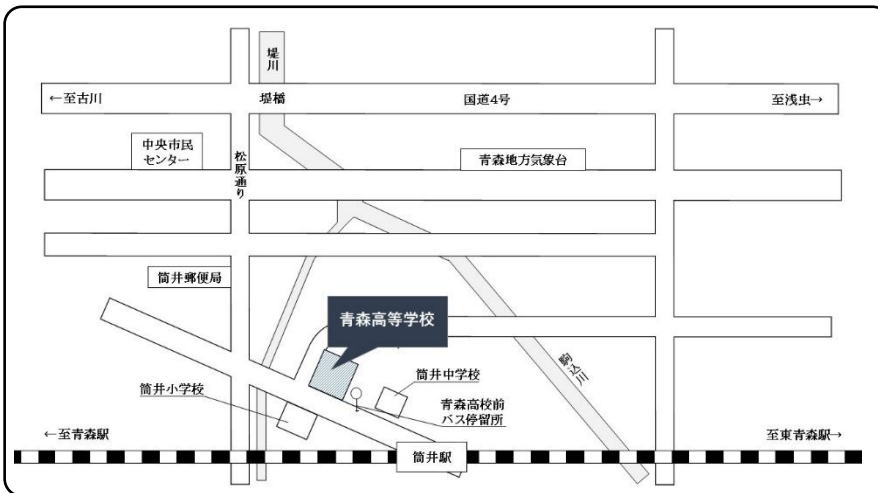 堤川
←至古川
堤橋
国道4号
至浅虫→
中央市民
センター
松原通り
青森地方気象台
筒井郵便局
青森高等学校
駒込川
筒井小学校
筒井中学校
青森高校前
バス停留所
←至青森駅
筒井駅
至東青森駅→